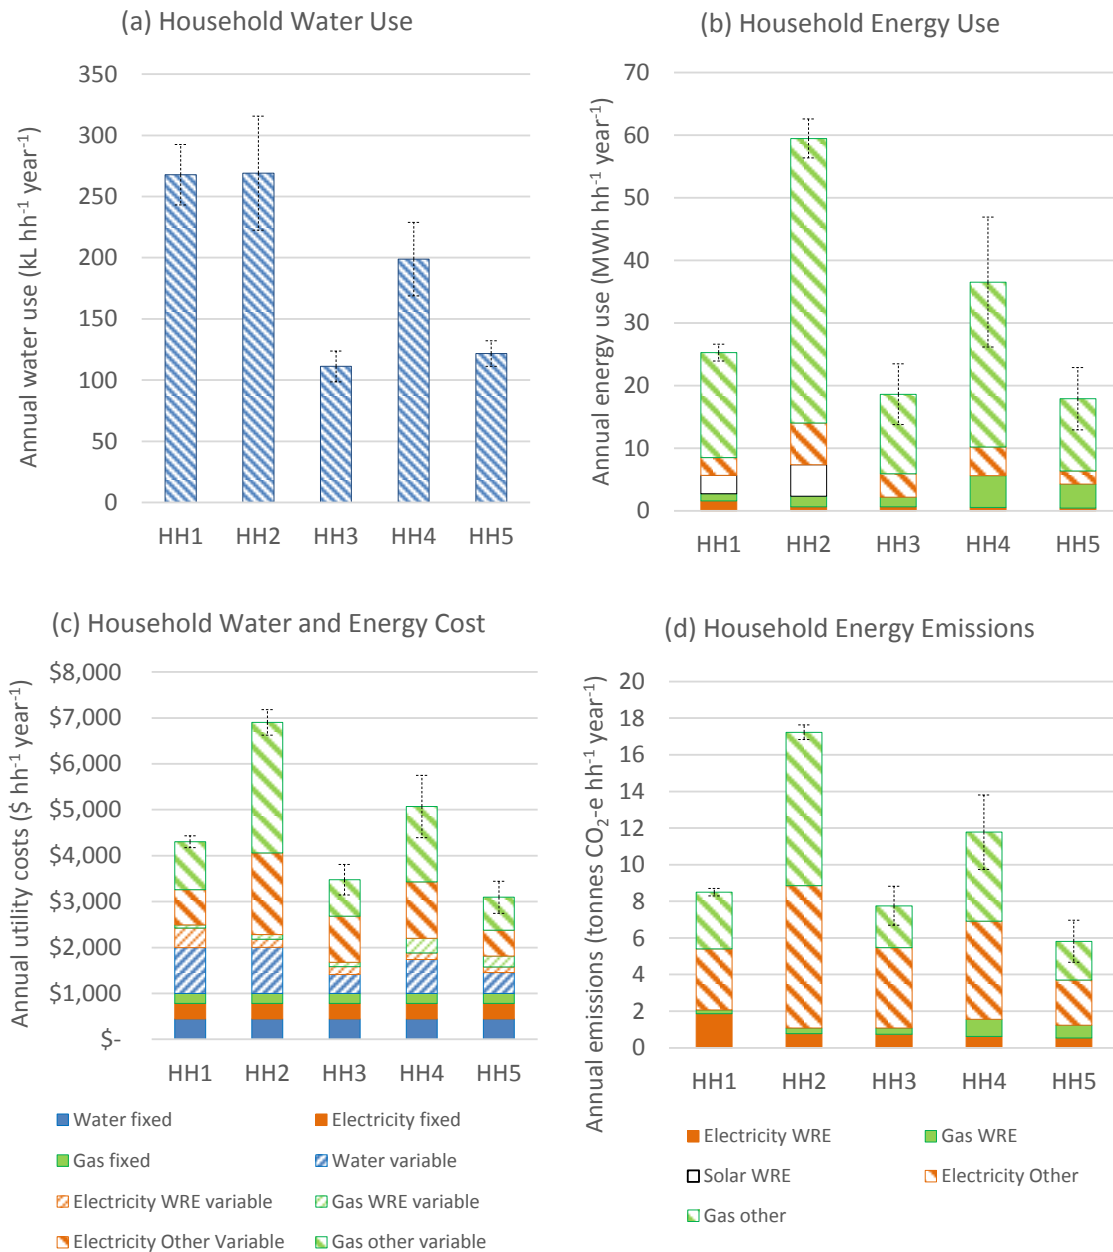 (a) Household Water Use
Annual water use (kL hh⁻¹ year⁻¹)
350
300
250
200
150
100
50
0
HH1 HH2 HH3 HH4 HH5
(b) Household Energy Use
Annual energy use (MWh hh⁻¹ year⁻¹)
70
60
50
40
30
20
10
0
HH1 HH2 HH3 HH4 HH5
(c) Household Water and Energy Cost
Annual utility costs ($ hh⁻¹ year⁻¹)
$8,000
$7,000
$6,000
$5,000
$4,000
$3,000
$2,000
$1,000
$-
HH1 HH2 HH3 HH4 HH5
Water fixed Electricity fixed
Gas fixed Water variable
Electricity WRE variable Gas WRE variable
Electricity Other Variable Gas other variable
(d) Household Energy Emissions
Annual emissions (tonnes CO₂-e hh⁻¹ year⁻¹)
20
18
16
14
12
10
8
6
4
2
0
HH1 HH2 HH3 HH4 HH5
Electricity WRE Gas WRE
Solar WRE Electricity Other
Gas other